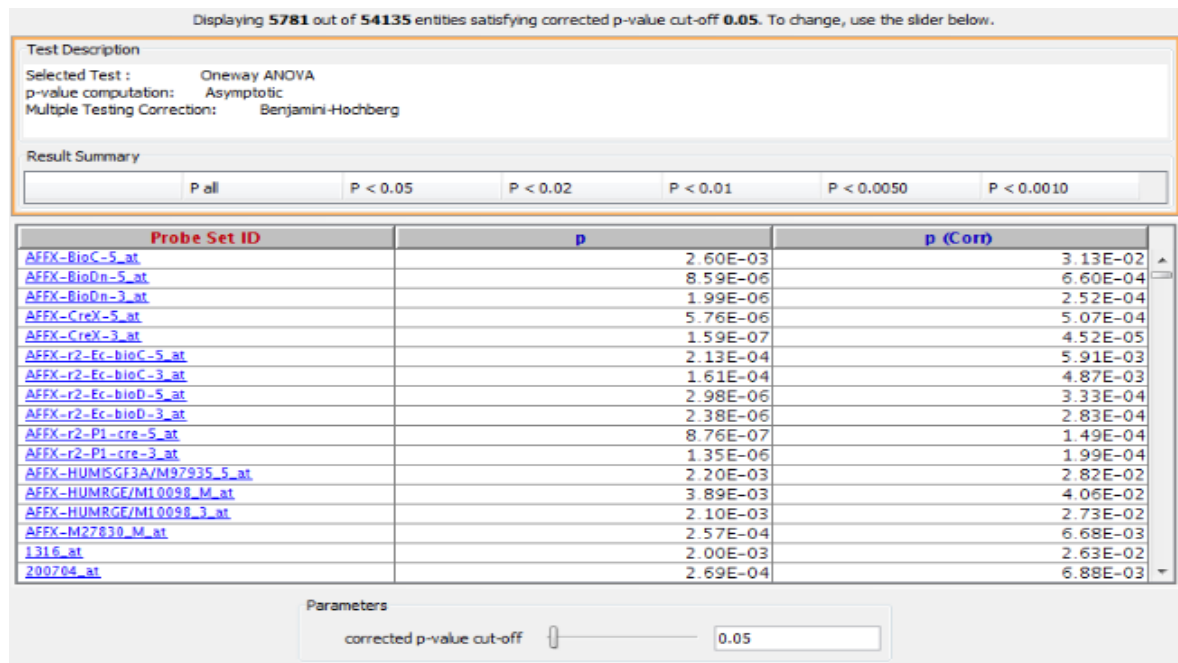 Displaying 5781 out of 54135 entities satisfying corrected p-value cut-off 0.05. To change, use the slider below.
Test Description
Selected Test : Oneway ANOVA
p-value computation: Asymptotic
Multiple Testing Correction: Benjamini-Hochberg
Result Summary
P all P < 0.05 P < 0.02 P < 0.01 P < 0.0050 P < 0.0010
Probe Set ID p p (Corr)
AFFX-BioC-5_at 2.60E-03 3.13E-02
AFFX-BioDn-5_at 8.59E-06 6.60E-04
AFFX-BioDn-3_at 1.99E-06 2.52E-04
AFFX-CreX-5_at 5.76E-06 5.07E-04
AFFX-CreX-3_at 1.59E-07 4.52E-05
AFFX-r2-Ec-bioC-5_at 2.13E-04 5.91E-03
AFFX-r2-Ec-bioC-3_at 1.61E-04 4.87E-03
AFFX-r2-Ec-bioD-5_at 2.98E-06 3.33E-04
AFFX-r2-Ec-bioD-3_at 2.38E-06 2.83E-04
AFFX-r2-P1-cre-5_at 8.76E-07 1.49E-04
AFFX-r2-P1-cre-3_at 1.35E-06 1.99E-04
AFFX-HUMISGF3A/M97935_5_at 2.20E-03 2.82E-02
AFFX-HUMRGE/M10098_M_at 3.89E-03 4.06E-02
AFFX-HUMRGE/M10098_3_at 2.10E-03 2.73E-02
AFFX-M27830_M_at 2.57E-04 6.68E-03
1316_at 2.00E-03 2.63E-02
200704_at 2.69E-04 6.88E-03
Parameters
corrected p-value cut-off 0.05